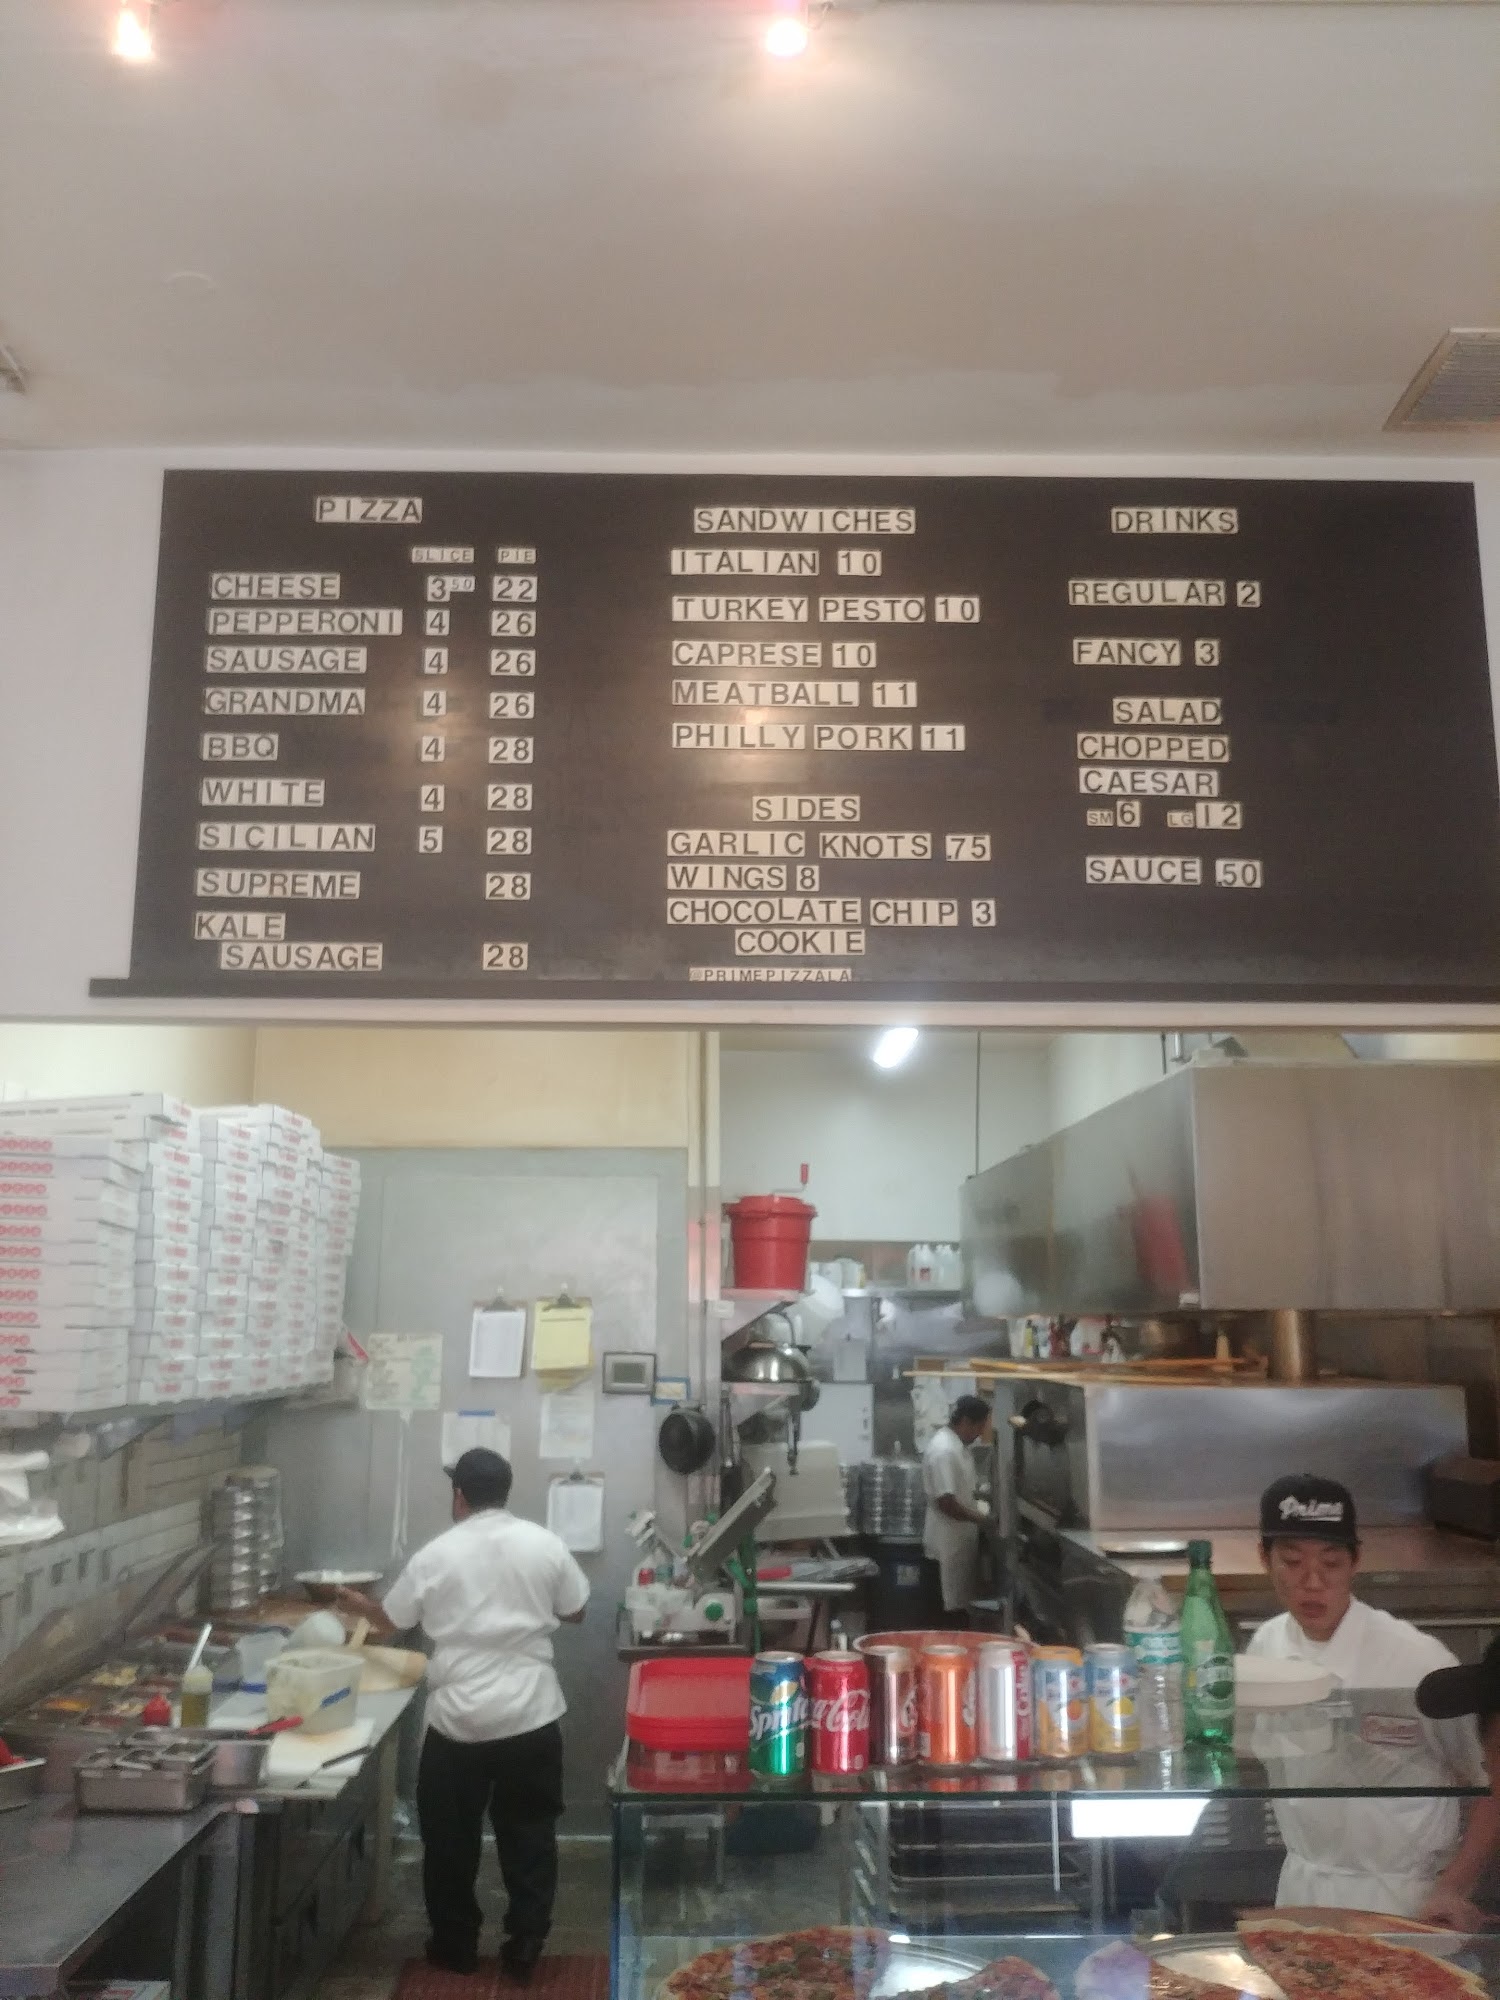 PIZZA
SLICE PIE
CHEESE 3.50 22
PEPPERONI 4 26
SAUSAGE 4 26
GRANDMA 4 26
BBQ 4 28
WHITE 4 28
SICILIAN 5 28
SUPREME 28
KALE
SAUSAGE 28
SANDWICHES
ITALIAN 10
TURKEY PESTO 10
CAPRESE 10
MEATBALL 11
PHILLY PORK 11
SIDES
GARLIC KNOTS .75
WINGS 8
CHOCOLATE CHIP 3
COOKIE
@PRIMEPIZZALA
DRINKS
REGULAR 2
FANCY 3
SALAD
CHOPPED
CAESAR
SM 6 LG 12
SAUCE .50
Prime
Sprite
Coca-Cola
Prime